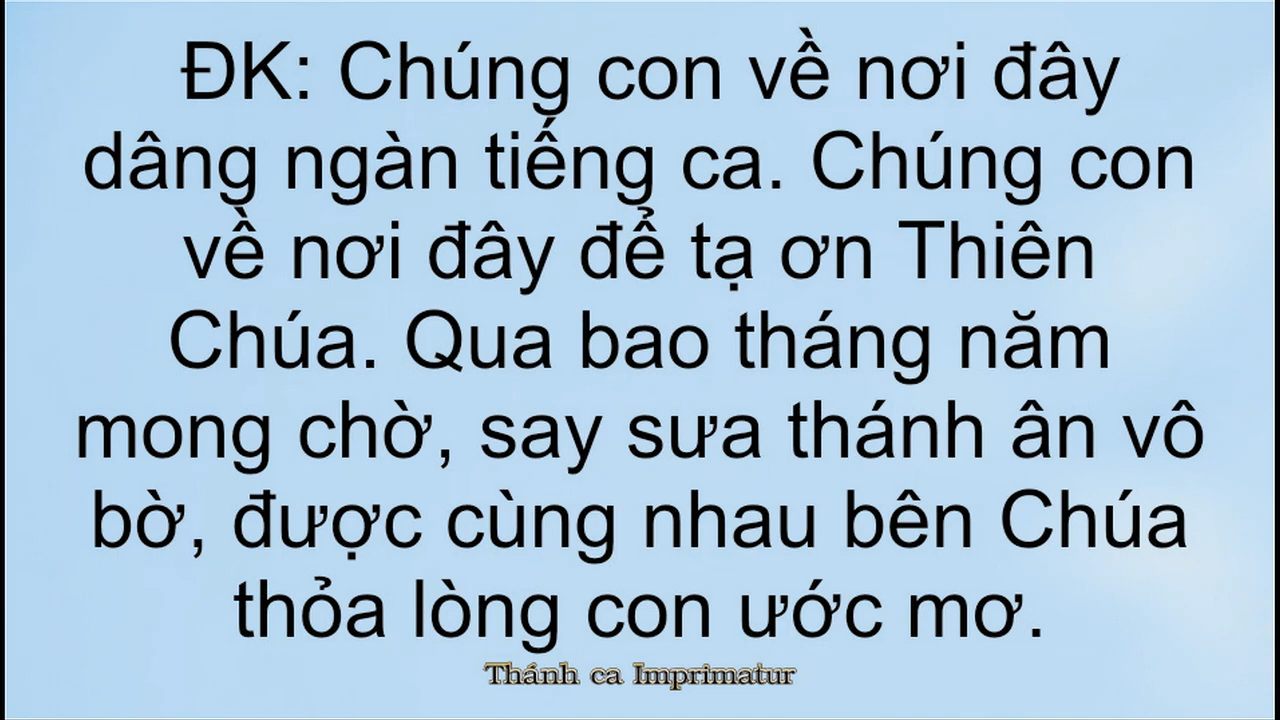 ĐK: Chúng con về nơi đây
dâng ngàn tiếng ca. Chúng con
về nơi đây để tạ ơn Thiên
Chúa. Qua bao tháng năm
mong chờ, say sưa thánh ân vô
bờ, được cùng nhau bên Chúa
thỏa lòng con ước mơ.
Thánh ca Imprimatur